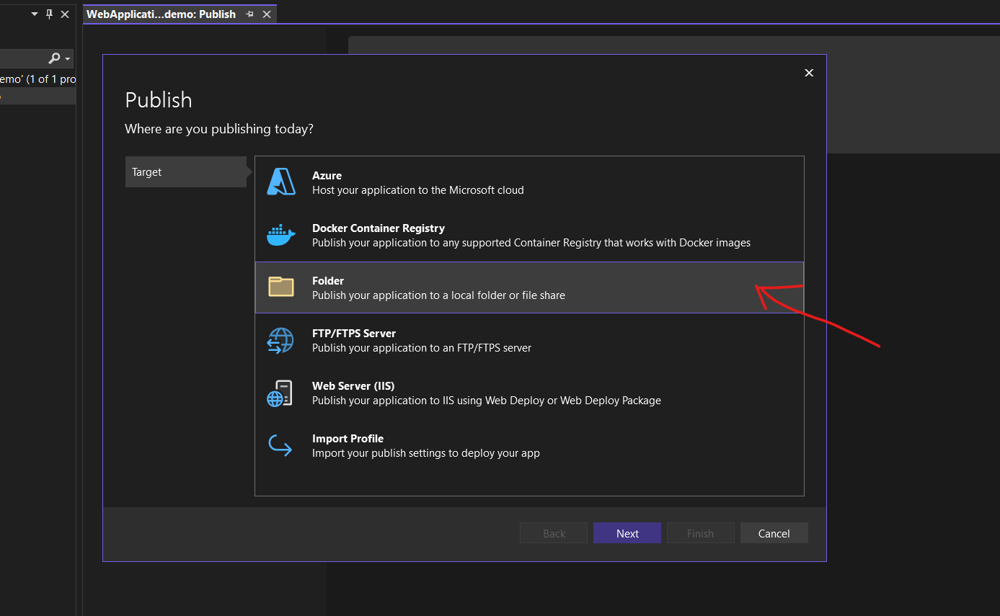 WebApplicati...demo: Publish
emo' (1 of 1 pro
Publish
Where are you publishing today?
Target
Azure
Host your application to the Microsoft cloud
Docker Container Registry
Publish your application to any supported Container Registry that works with Docker images
Folder
Publish your application to a local folder or file share
FTP/FTPS Server
Publish your application to an FTP/FTPS server
Web Server (IIS)
Publish your application to IIS using Web Deploy or Web Deploy Package
Import Profile
Import your publish settings to deploy your app
Back Next Finish Cancel